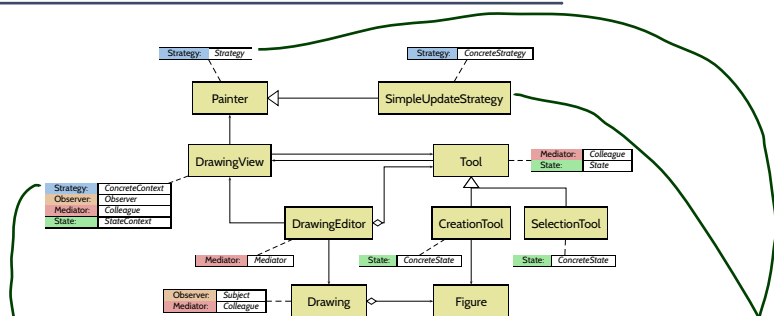 Strategy: Strategy
Strategy: ConcreteStrategy
Painter
SimpleUpdateStrategy
DrawingView
Tool
Mediator: Colleague
State: State
Strategy: ConcreteContext
Observer: Observer
Mediator: Colleague
State: StateContext
DrawingEditor
CreationTool
SelectionTool
Mediator: Mediator
State: ConcreteState
State: ConcreteState
Observer: Subject
Mediator: Colleague
Drawing
Figure